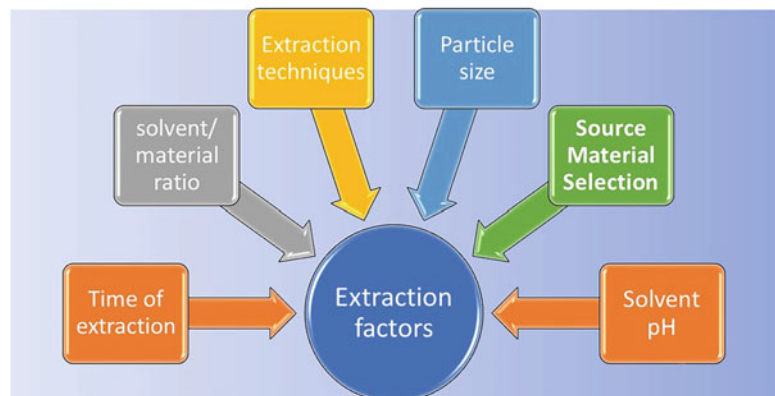 Extraction
techniques
Particle
size
solvent/
material
ratio
Source
Material
Selection
Time of
extraction
Extraction
factors
Solvent
pH